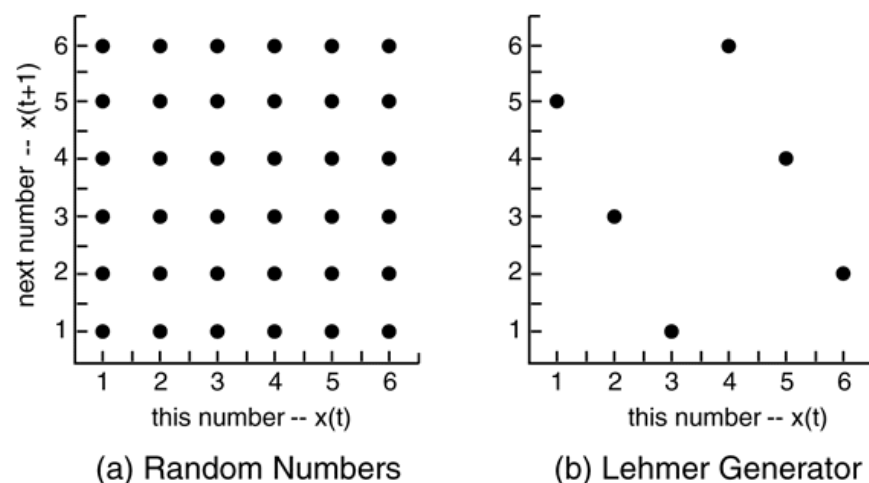 next number -- x(t+1)
6
5
4
3
2
1
1 2 3 4 5 6
this number -- x(t)
(a) Random Numbers
6
5
4
3
2
1
1 2 3 4 5 6
this number -- x(t)
(b) Lehmer Generator